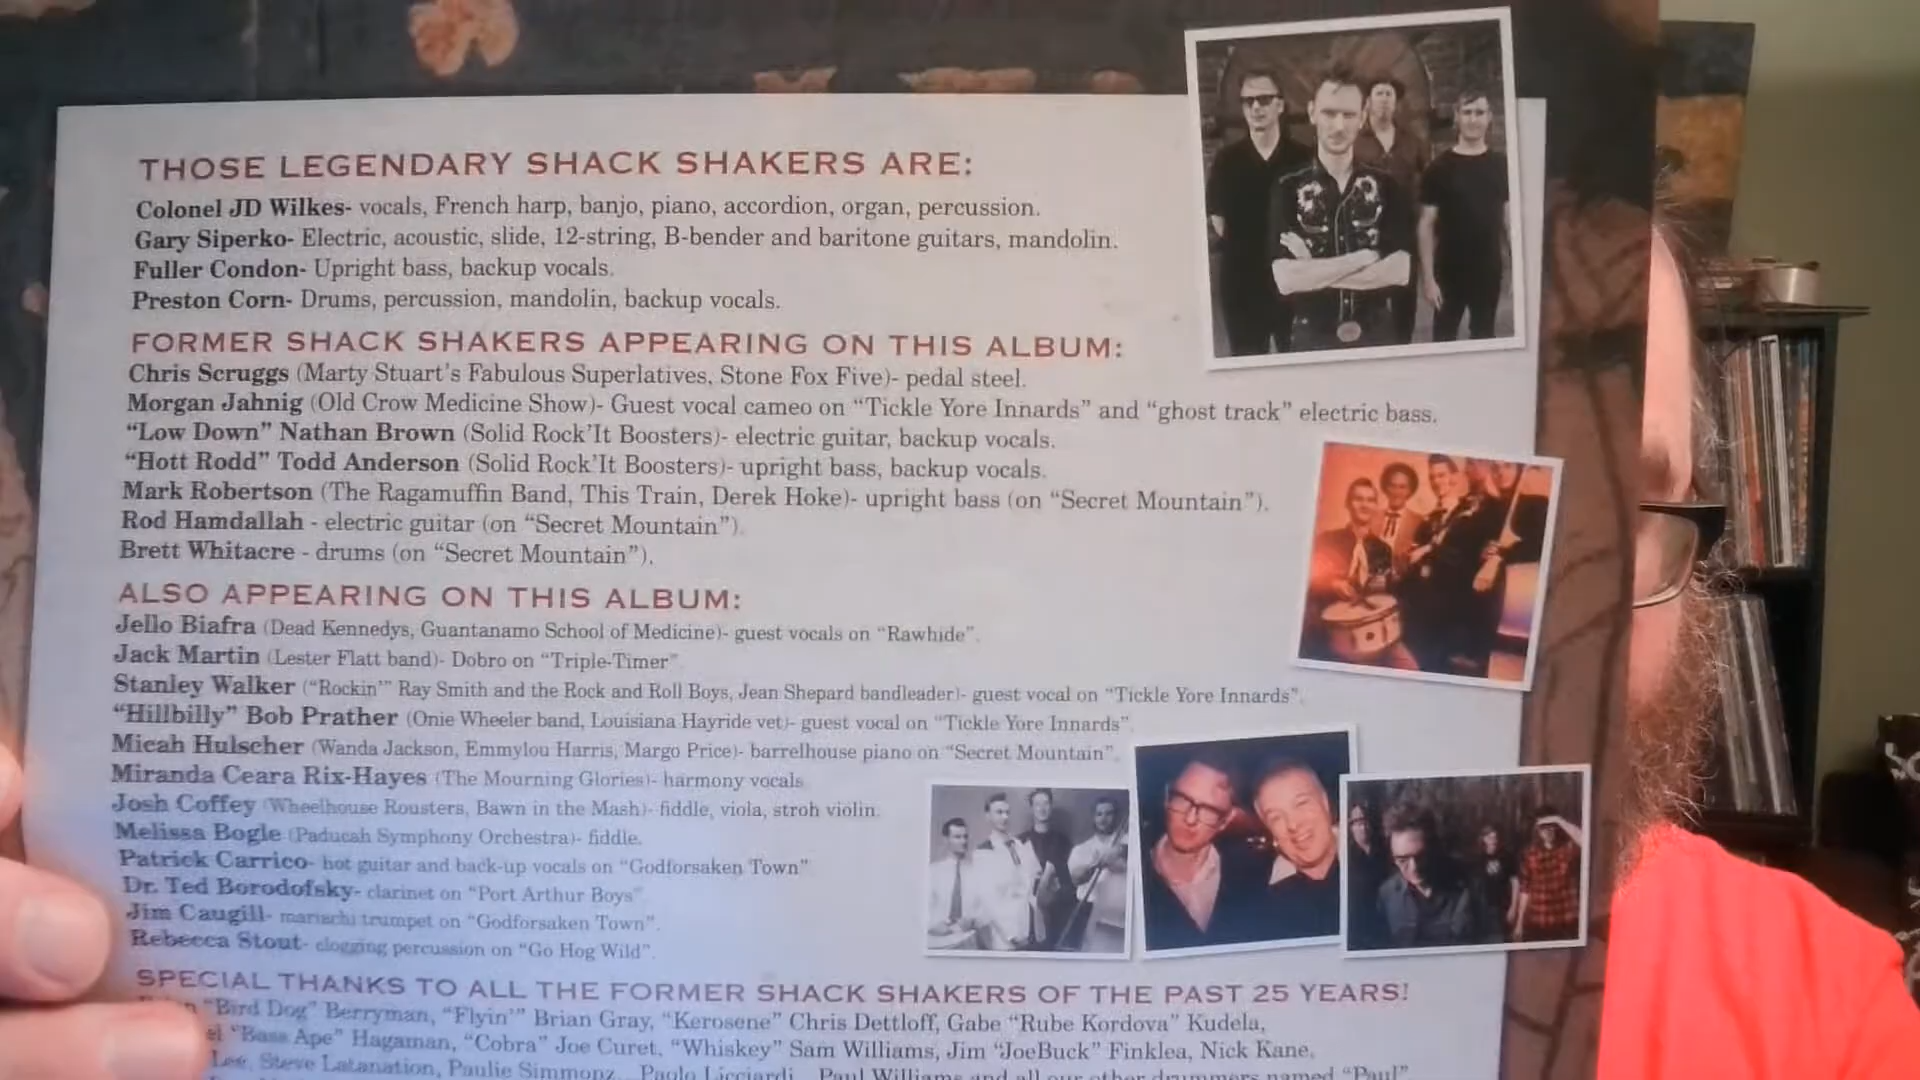 THOSE LEGENDARY SHACK SHAKERS ARE:
Colonel JD Wilkes- vocals, French harp, banjo, piano, accordion, organ, percussion.
Gary Siperko- Electric, acoustic, slide, 12-string, B-bender and baritone guitars, mandolin.
Fuller Condon- Upright bass, backup vocals.
Preston Corn- Drums, percussion, mandolin, backup vocals.
FORMER SHACK SHAKERS APPEARING ON THIS ALBUM:
Chris Scruggs (Marty Stuart's Fabulous Superlatives, Stone Fox Five)- pedal steel.
Morgan Jahnig (Old Crow Medicine Show)- Guest vocal cameo on “Tickle Yore Innards” and “ghost track” electric bass.
“Low Down” Nathan Brown (Solid Rock'It Boosters)- electric guitar, backup vocals.
“Hott Rodd” Todd Anderson (Solid Rock'It Boosters)- upright bass, backup vocals.
Mark Robertson (The Ragamuffin Band, This Train, Derek Hoke)- upright bass (on “Secret Mountain”).
Rod Hamdallah - electric guitar (on “Secret Mountain”).
Brett Whitacre - drums (on “Secret Mountain”).
ALSO APPEARING ON THIS ALBUM:
Jello Biafra (Dead Kennedys, Guantanamo School of Medicine)- guest vocals on “Rawhide”.
Jack Martin (Lester Flatt band)- Dobro on “Triple-Timer”
Stanley Walker (“Rockin'” Ray Smith and the Rock and Roll Boys, Jean Shepard bandleader)- guest vocal on “Tickle Yore Innards”.
“Hillbilly” Bob Prather (Onie Wheeler band, Louisiana Hayride vet)- guest vocal on “Tickle Yore Innards”.
Micah Hulscher (Wanda Jackson, Emmylou Harris, Margo Price)- barrelhouse piano on “Secret Mountain”.
Miranda Ceara Rix-Hayes (The Mourning Glories)- harmony vocals.
Josh Coffey (Wheelhouse Rousters, Bawn in the Mash)- fiddle, viola, stroh violin.
Melissa Bogle (Paducah Symphony Orchestra)- fiddle.
Patrick Carrico- hot guitar and back-up vocals on “Godforsaken Town”
Dr. Ted Borodofsky- clarinet on “Port Arthur Boys”
Jim Caugill- mariachi trumpet on “Godforsaken Town”.
Rebecca Stout- clogging percussion on “Go Hog Wild”.
SPECIAL THANKS TO ALL THE FORMER SHACK SHAKERS OF THE PAST 25 YEARS!
“Bird Dog” Berryman, “Flyin'” Brian Gray, “Kerosene” Chris Dettloff, Gabe “Rube Kordova” Kudela,
“Bass Ape” Hagaman, “Cobra” Joe Curet, “Whiskey” Sam Williams, Jim “JoeBuck” Finklea, Nick Kane,
Lee, Steve Latanation, Paulie Simmonz, Paolo Licciardi, Paul Williams and all our other drummers named “Paul”